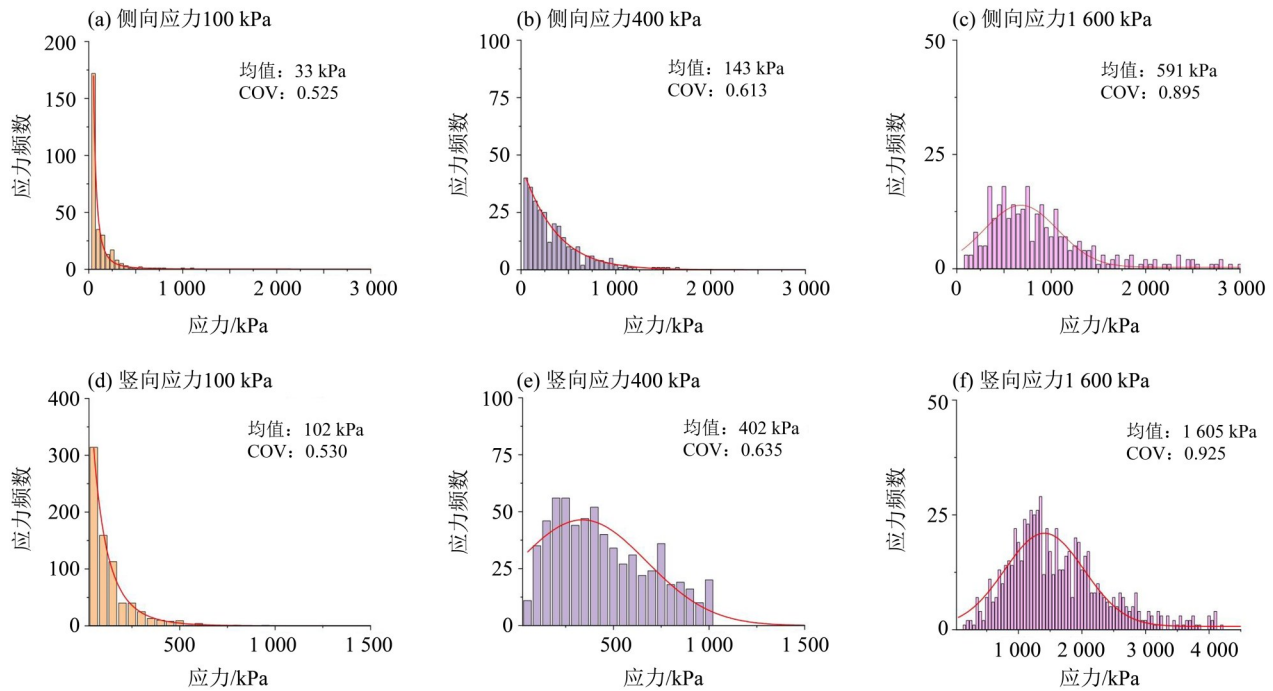 (a) 侧向应力100 kPa
均值：33 kPa
COV：0.525
应力频数
200
150
100
50
0
0 1 000 2 000 3 000
应力/kPa
(b) 侧向应力400 kPa
均值：143 kPa
COV：0.613
应力频数
100
75
50
25
0
0 1 000 2 000 3 000
应力/kPa
(c) 侧向应力1 600 kPa
均值：591 kPa
COV：0.895
应力频数
50
25
0
0 1 000 2 000 3 000
应力/kPa
(d) 竖向应力100 kPa
均值：102 kPa
COV：0.530
应力频数
400
300
200
100
0
500 1 000 1 500
应力/kPa
(e) 竖向应力400 kPa
均值：402 kPa
COV：0.635
应力频数
100
75
50
25
0
500 1 000 1 500
应力/kPa
(f) 竖向应力1 600 kPa
均值：1 605 kPa
COV：0.925
应力频数
50
25
0
1 000 2 000 3 000 4 000
应力/kPa